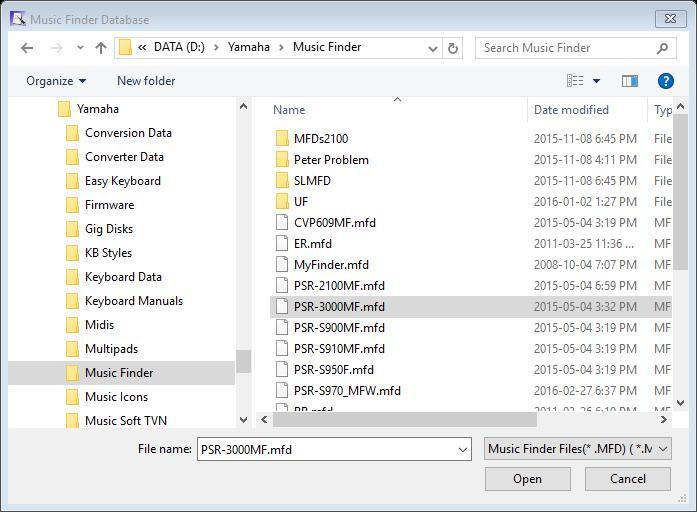 Music Finder Database
« DATA (D:) > Yamaha > Music Finder
Search Music Finder
Organize
New folder
?
Yamaha
Conversion Data
Converter Data
Easy Keyboard
Firmware
Gig Disks
KB Styles
Keyboard Data
Keyboard Manuals
Midis
Multipads
Music Finder
Music Icons
Music Soft TVN
Name Date modified Typ
MFDs2100 2015-11-08 6:45 PM File
Peter Problem 2015-11-08 4:11 PM File
SLMFD 2015-11-08 6:45 PM File
UF 2016-01-02 1:27 PM File
CVP609MF.mfd 2015-05-04 3:19 PM MF
ER.mfd 2011-03-25 11:36 ... MF
MyFinder.mfd 2008-10-04 7:07 PM MF
PSR-2100MF.mfd 2015-05-04 6:59 PM MF
PSR-3000MF.mfd 2015-05-04 3:32 PM MF
PSR-S900MF.mfd 2015-05-04 3:19 PM MF
PSR-S910MF.mfd 2015-05-04 3:19 PM MF
PSR-S950F.mfd 2015-05-04 3:19 PM MF
PSR-S970_MFW.mfd 2016-02-27 6:37 PM MF
File name: PSR-3000MF.mfd
Music Finder Files(* .MFD) ( *.M
Open
Cancel